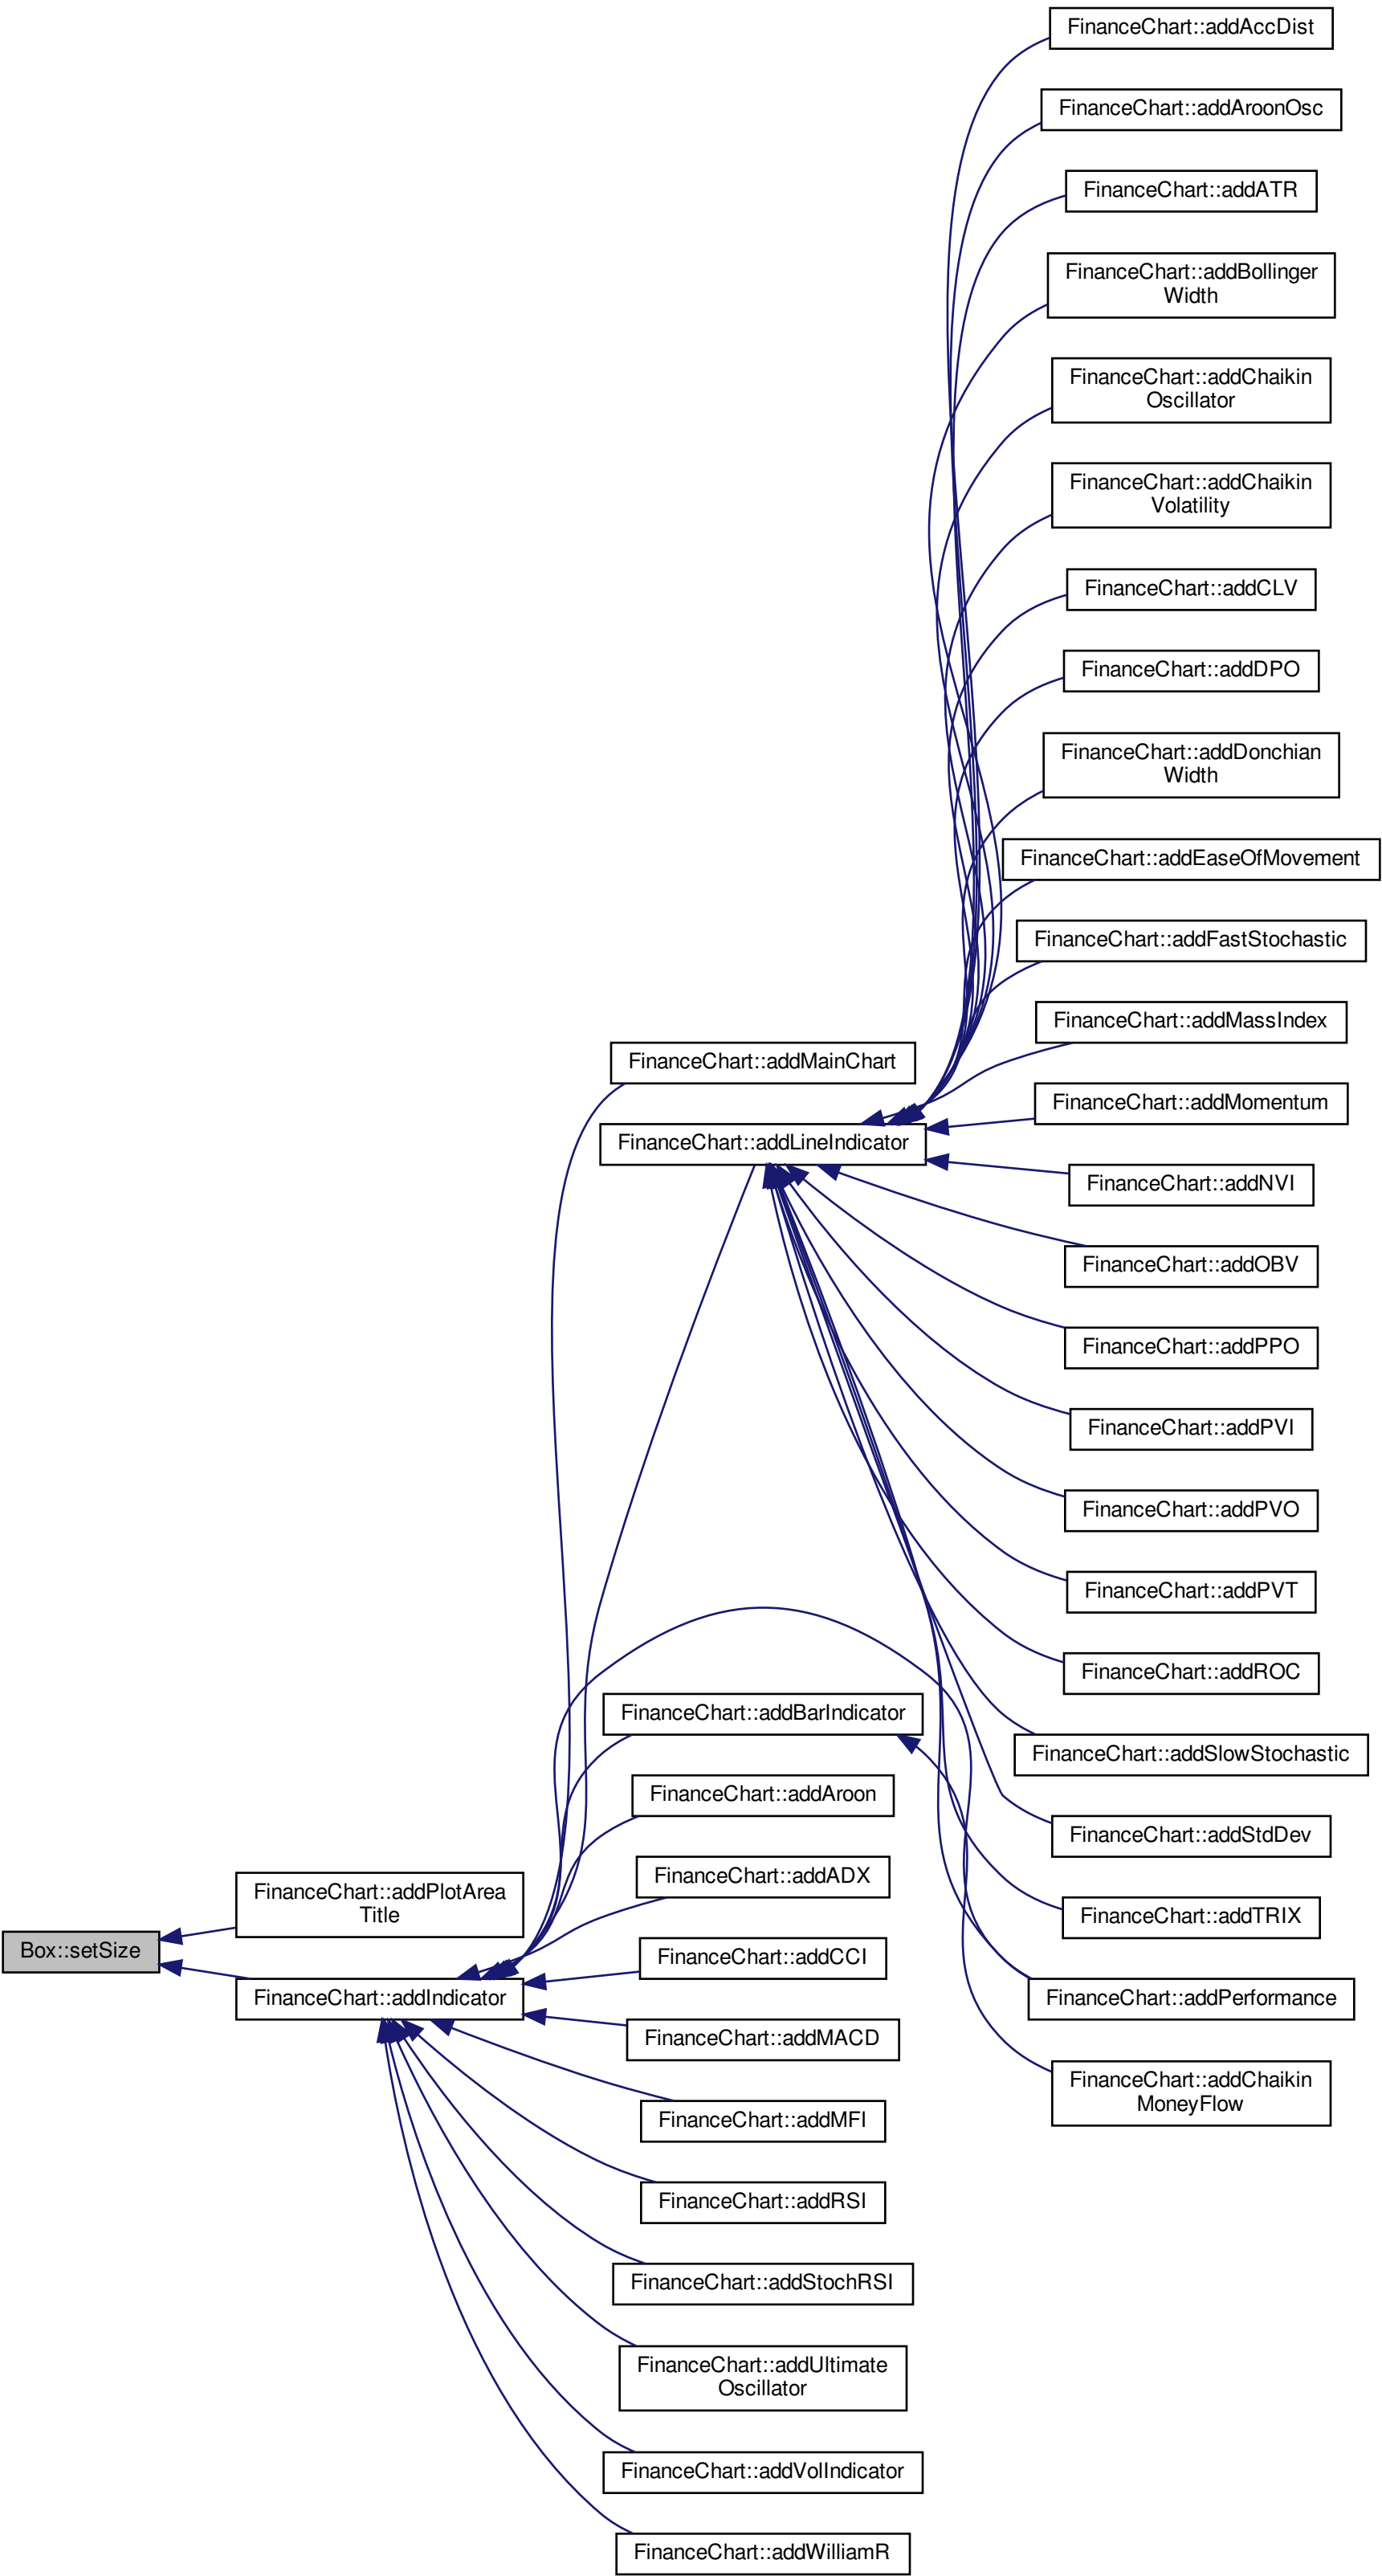 FinanceChart::addAccDist
FinanceChart::addAroonOsc
FinanceChart::addATR
FinanceChart::addBollinger
Width
FinanceChart::addChaikin
Oscillator
FinanceChart::addChaikin
Volatility
FinanceChart::addCLV
FinanceChart::addDPO
FinanceChart::addDonchian
Width
FinanceChart::addEaseOfMovement
FinanceChart::addFastStochastic
FinanceChart::addMassIndex
FinanceChart::addMainChart
FinanceChart::addMomentum
FinanceChart::addLineIndicator
FinanceChart::addNVI
FinanceChart::addOBV
FinanceChart::addPPO
FinanceChart::addPVI
FinanceChart::addPVO
FinanceChart::addPVT
FinanceChart::addROC
FinanceChart::addBarIndicator
FinanceChart::addSlowStochastic
FinanceChart::addAroon
FinanceChart::addStdDev
FinanceChart::addADX
FinanceChart::addPlotArea
Title
FinanceChart::addTRIX
Box::setSize
FinanceChart::addCCI
FinanceChart::addIndicator
FinanceChart::addPerformance
FinanceChart::addMACD
FinanceChart::addChaikin
MoneyFlow
FinanceChart::addMFI
FinanceChart::addRSI
FinanceChart::addStochRSI
FinanceChart::addUltimate
Oscillator
FinanceChart::addVolIndicator
FinanceChart::addWilliamR